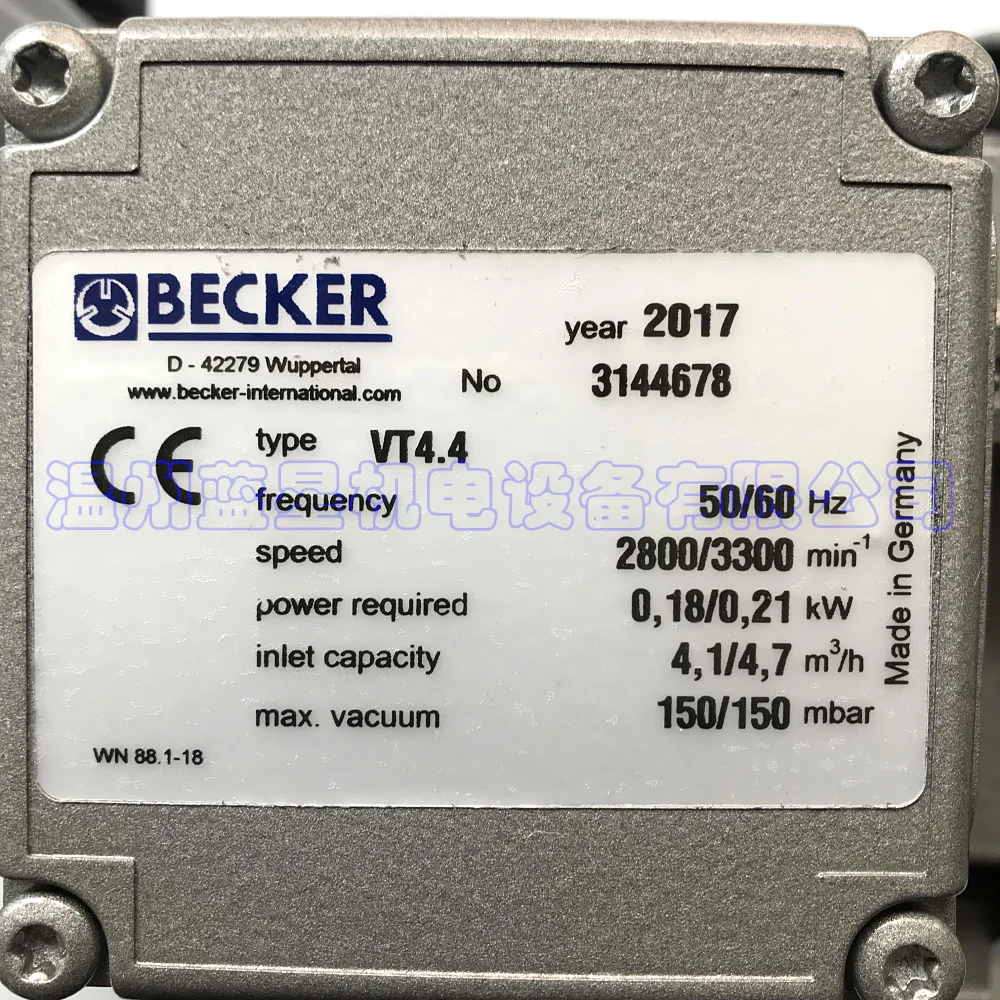 BECKER
D - 42279 Wuppertal
www.becker-international.com
year 2017
No 3144678
CE
type VT4.4
温州蓝星机电设备有限公司
frequency 50/60 Hz
speed 2800/3300 min⁻¹
power required 0,18/0,21 kW
inlet capacity 4,1/4,7 m³/h
max. vacuum 150/150 mbar
WN 88.1-18
Made in Germany